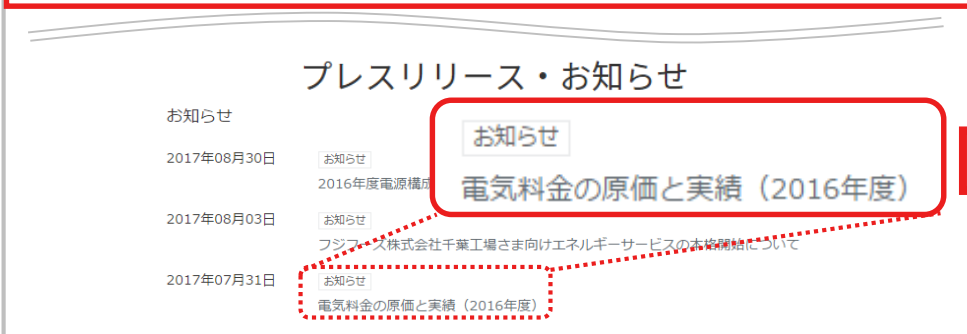 プレスリリース・お知らせ
お知らせ
2017年08月30日
お知らせ
2016年度電源構成
2017年08月03日
お知らせ
フジフーズ株式会社千葉工場さま向けエネルギーサービスの本格開始について
2017年07月31日
お知らせ
電気料金の原価と実績（2016年度）
お知らせ
電気料金の原価と実績（2016年度）